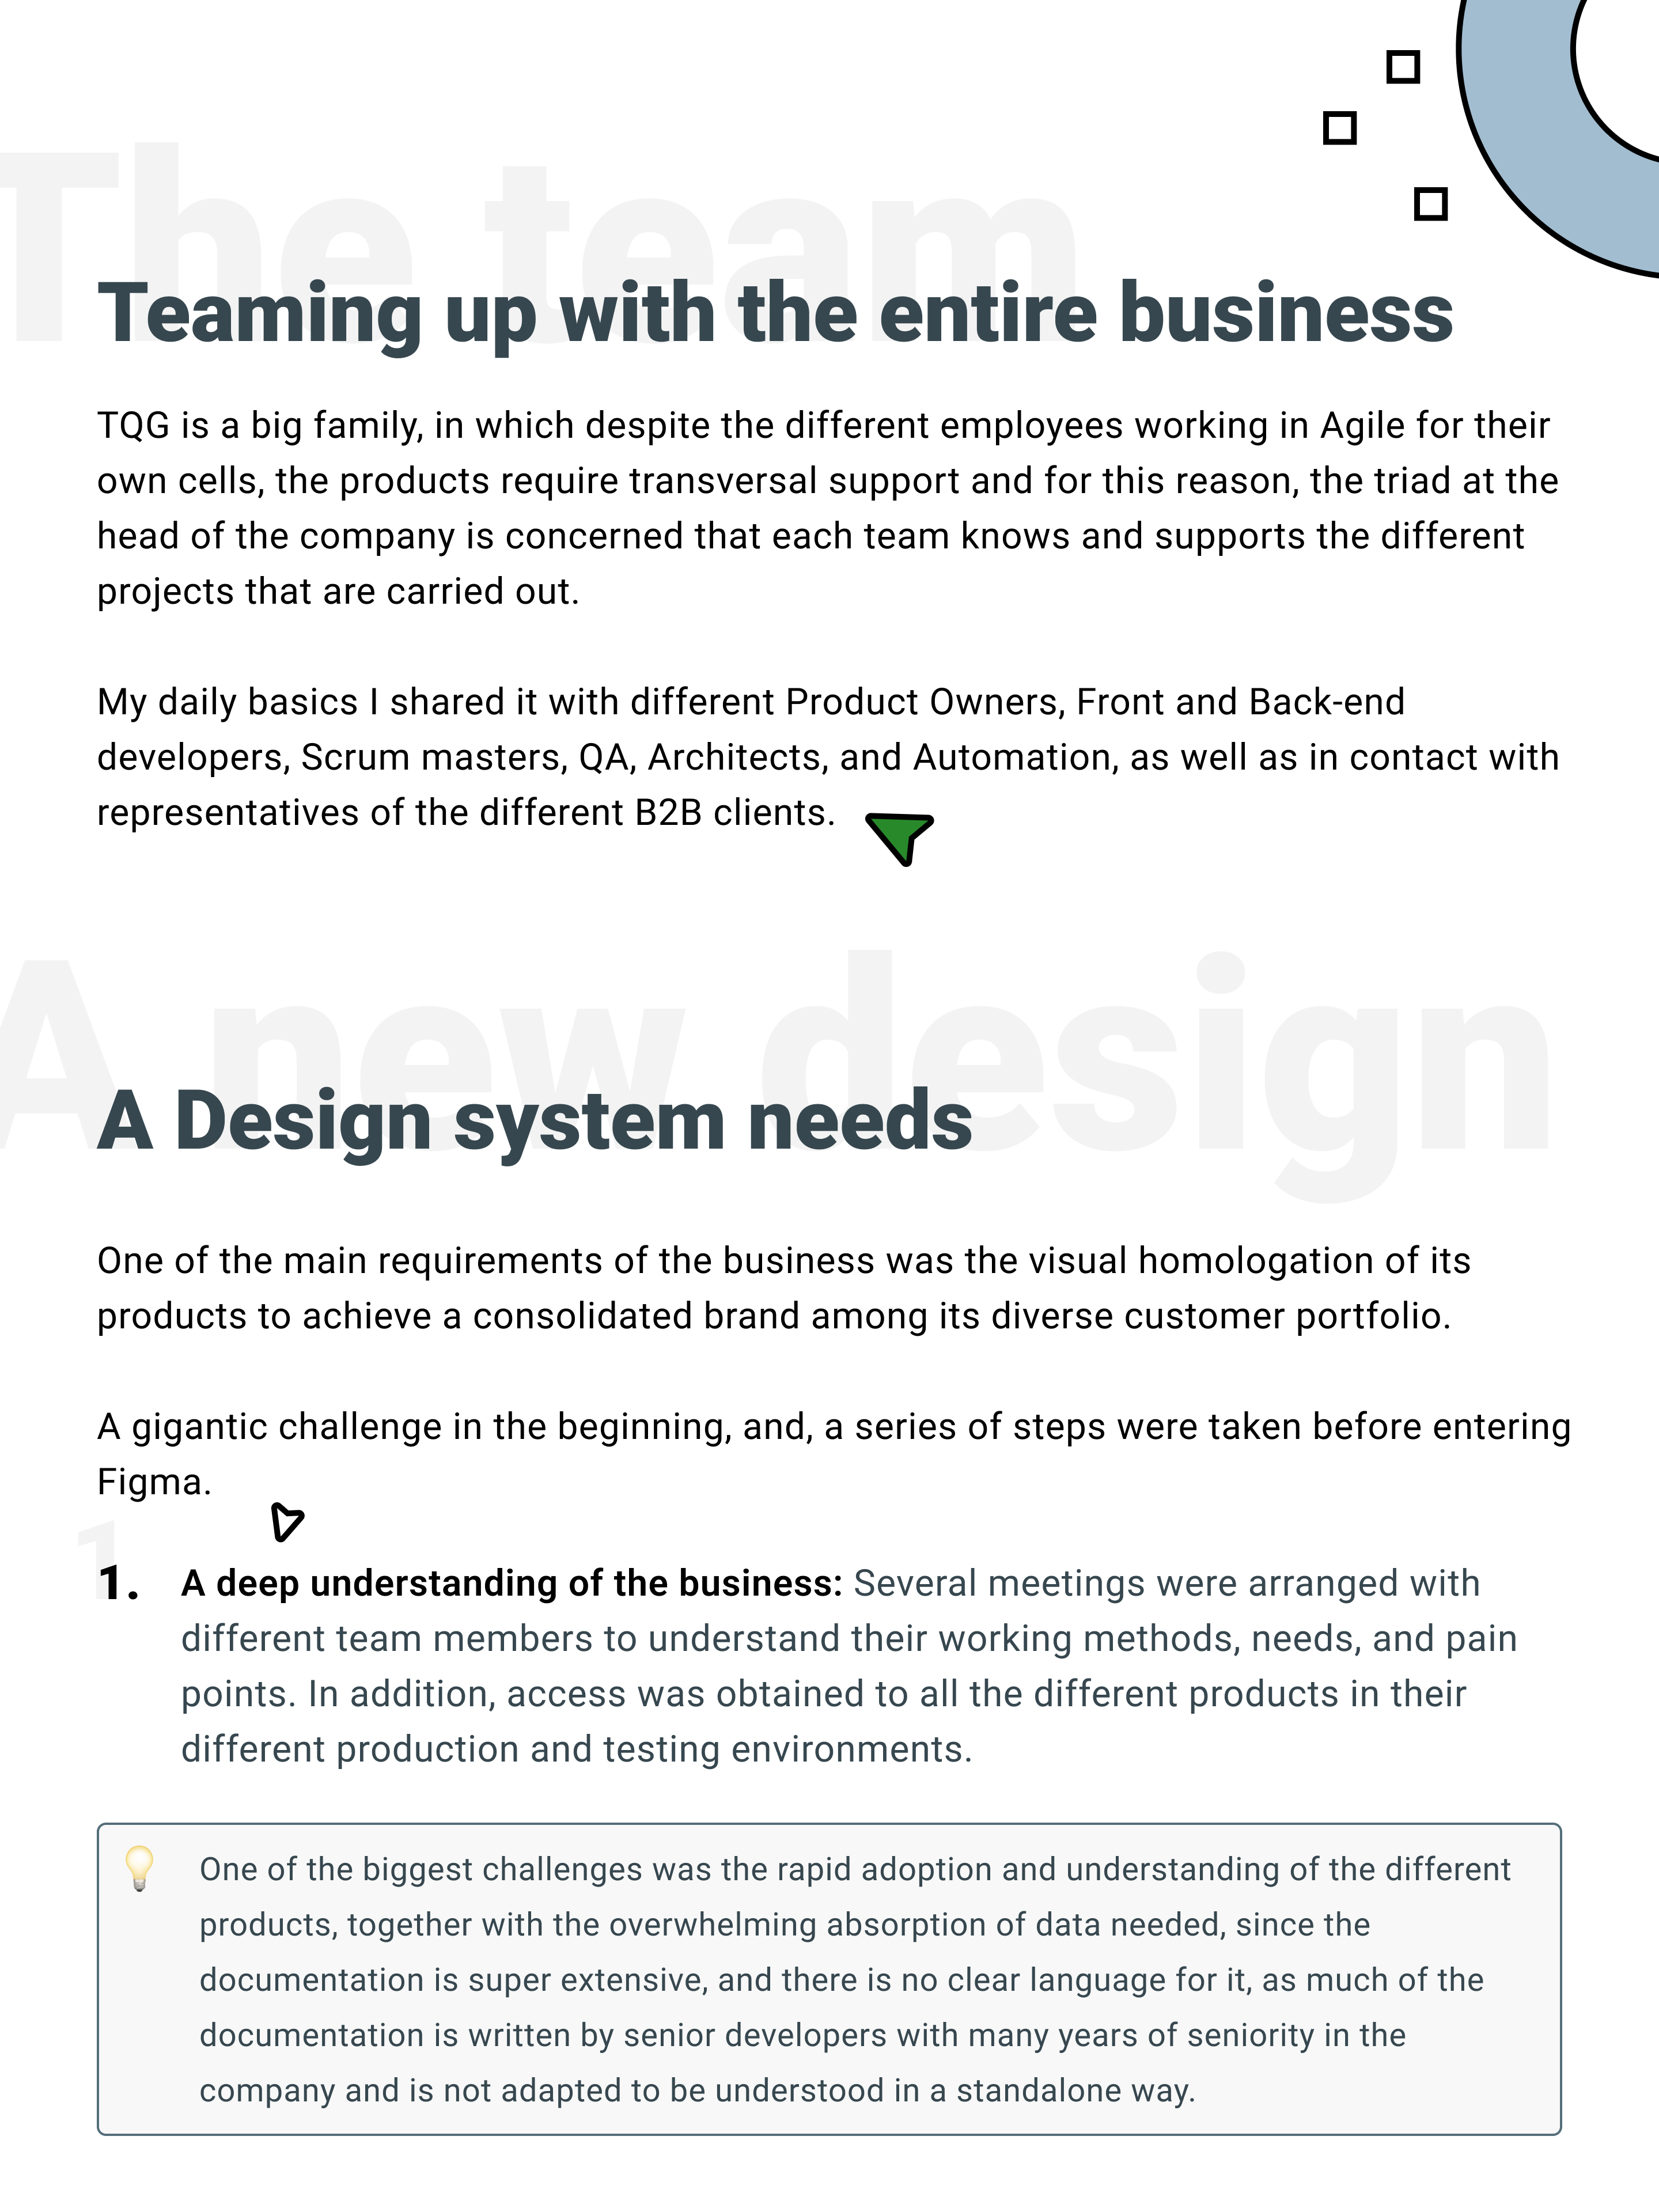 The team
Teaming up with the entire business
TQG is a big family, in which despite the different employees working in Agile for their
own cells, the products require transversal support and for this reason, the triad at the
head of the company is concerned that each team knows and supports the different
projects that are carried out.
My daily basics I shared it with different Product Owners, Front and Back-end
developers, Scrum masters, QA, Architects, and Automation, as well as in contact with
representatives of the different B2B clients.
A new design
A Design system needs
One of the main requirements of the business was the visual homologation of its
products to achieve a consolidated brand among its diverse customer portfolio.
A gigantic challenge in the beginning, and, a series of steps were taken before entering
Figma.
1
1. A deep understanding of the business: Several meetings were arranged with
different team members to understand their working methods, needs, and pain
points. In addition, access was obtained to all the different products in their
different production and testing environments.
One of the biggest challenges was the rapid adoption and understanding of the different
products, together with the overwhelming absorption of data needed, since the
documentation is super extensive, and there is no clear language for it, as much of the
documentation is written by senior developers with many years of seniority in the
company and is not adapted to be understood in a standalone way.